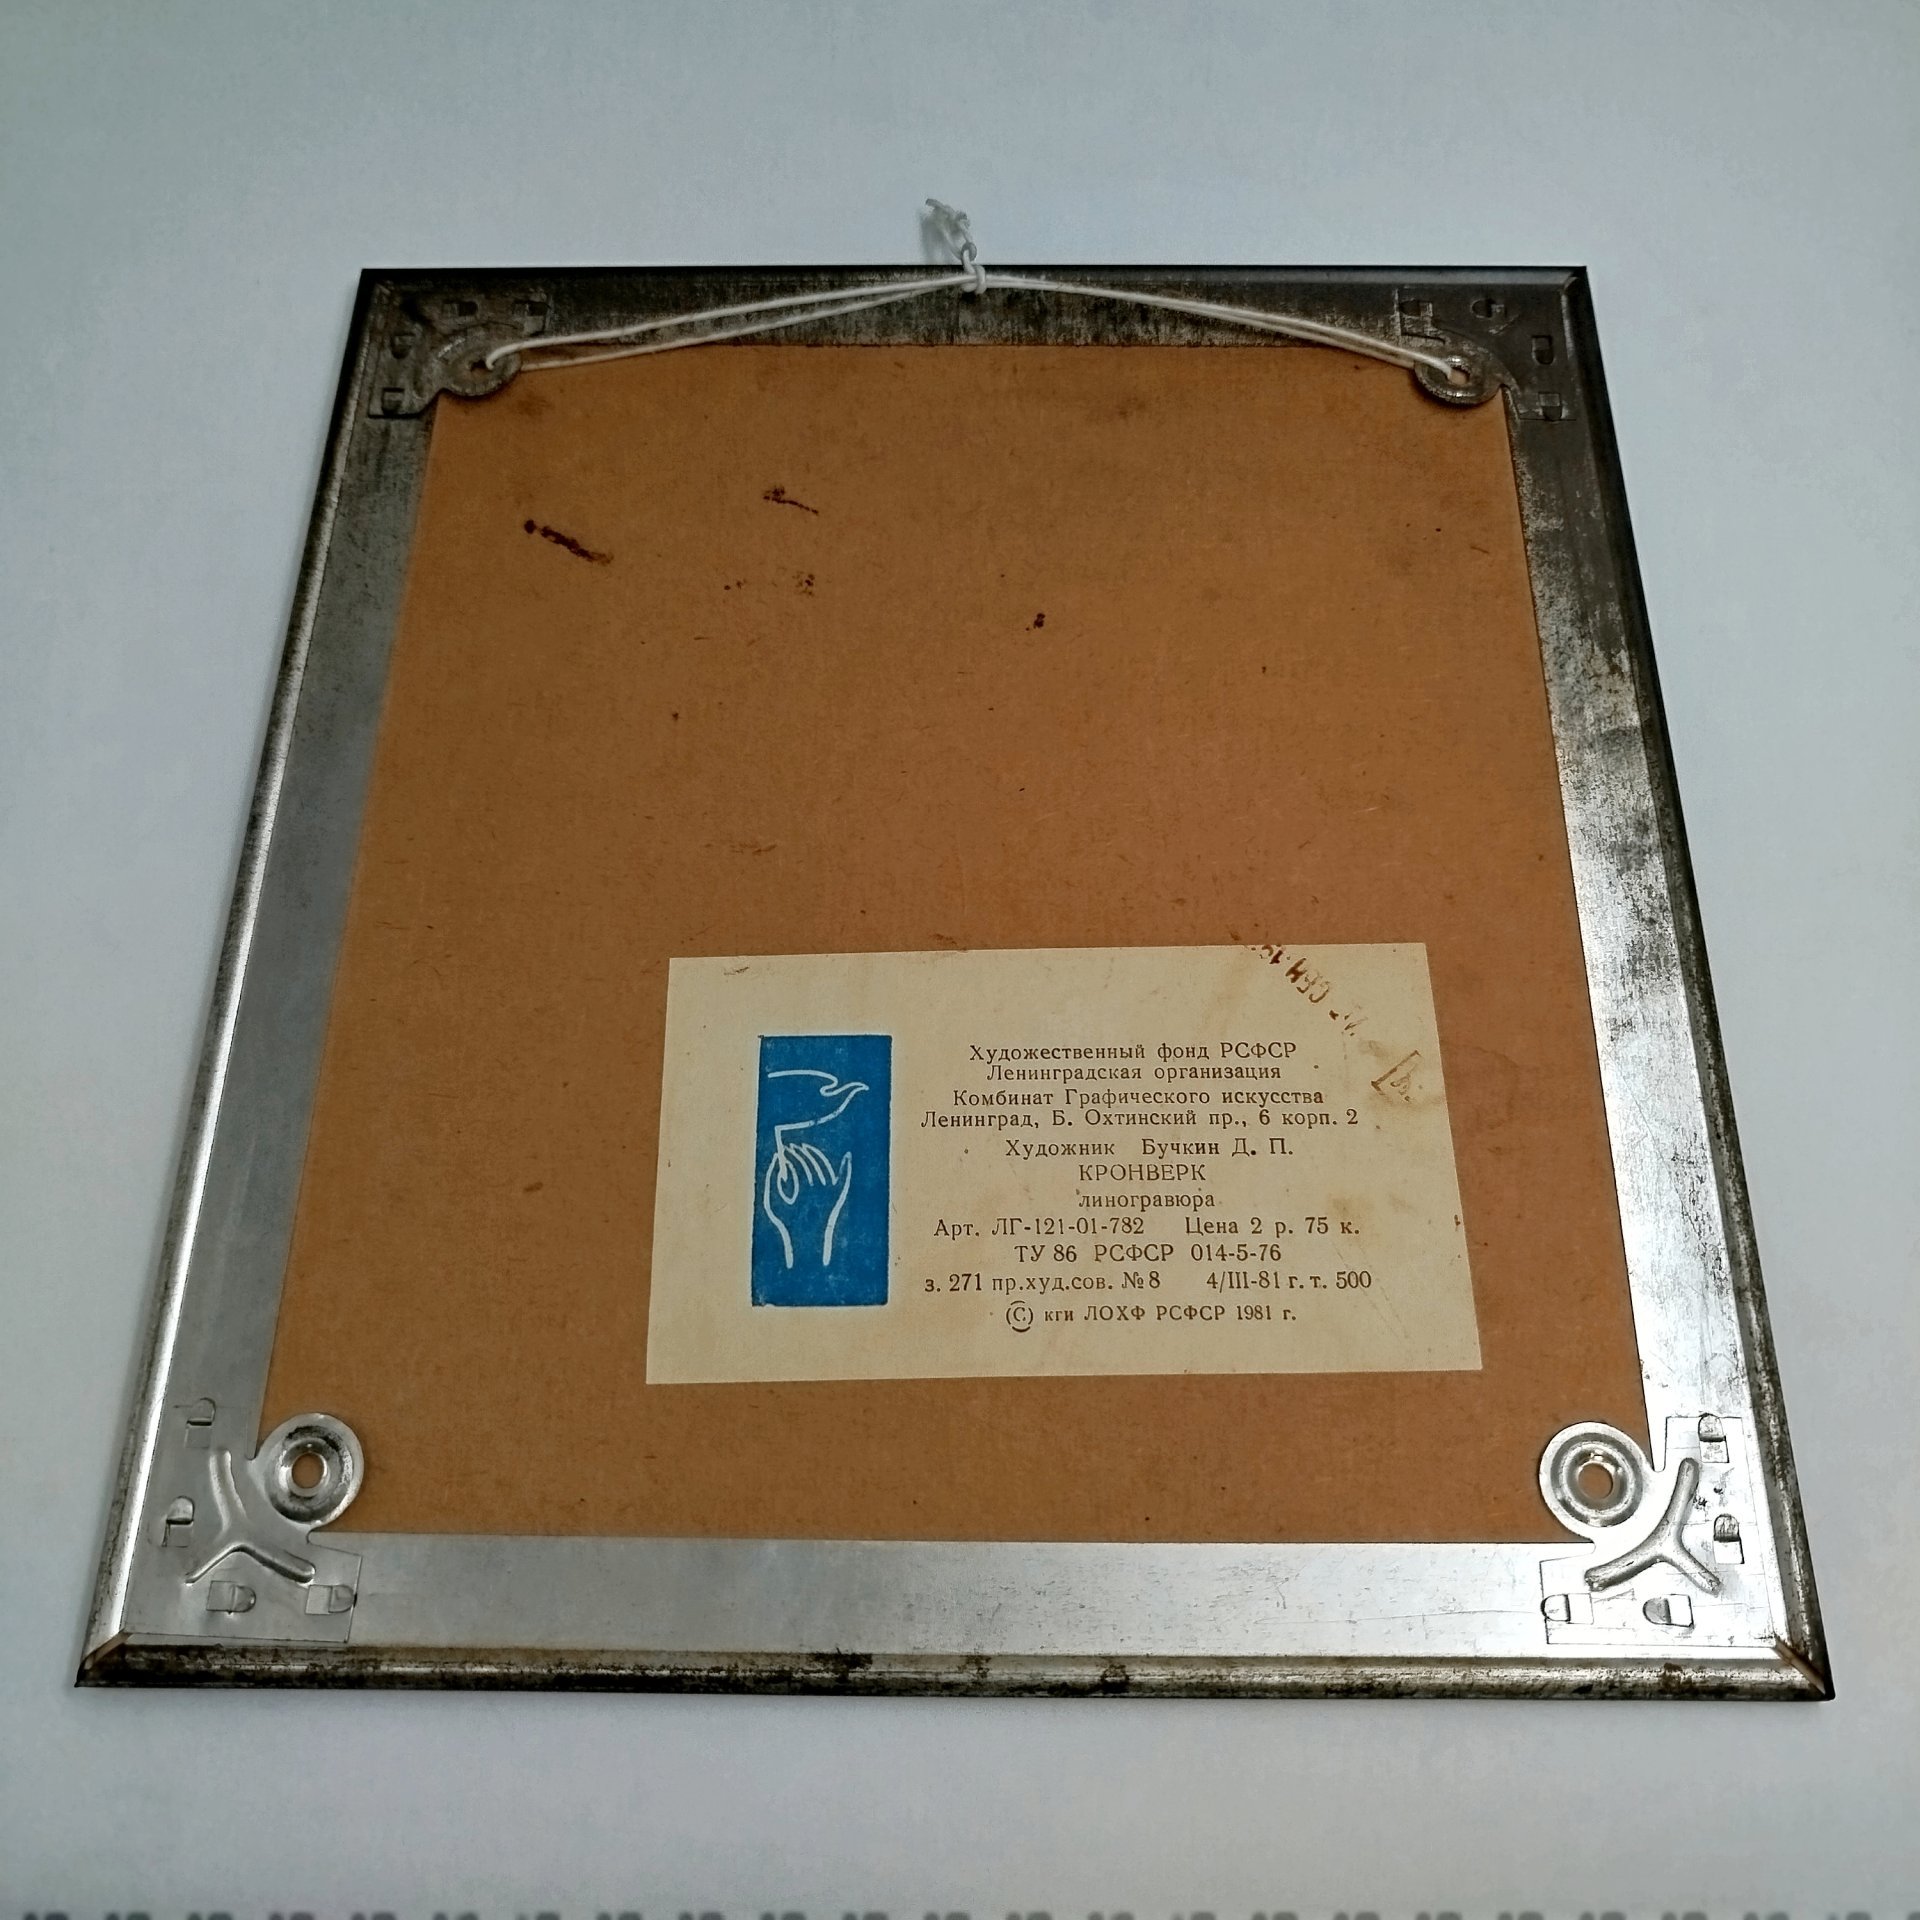 Художественный фонд РСФСР
Ленинградская организация
Комбинат Графического искусства
Ленинград, Б. Охтинский пр., 6 корп. 2
Художник Бучкин Д. П.
КРОНВЕРК
линогравюра
Арт. ЛГ-121-01-782 Цена 2 р. 75 к.
ТУ 86 РСФСР 014-5-76
з. 271 пр.худ.сов. №8 4/III-81 г. т. 500
(С) кги ЛОХФ РСФСР 1981 г.